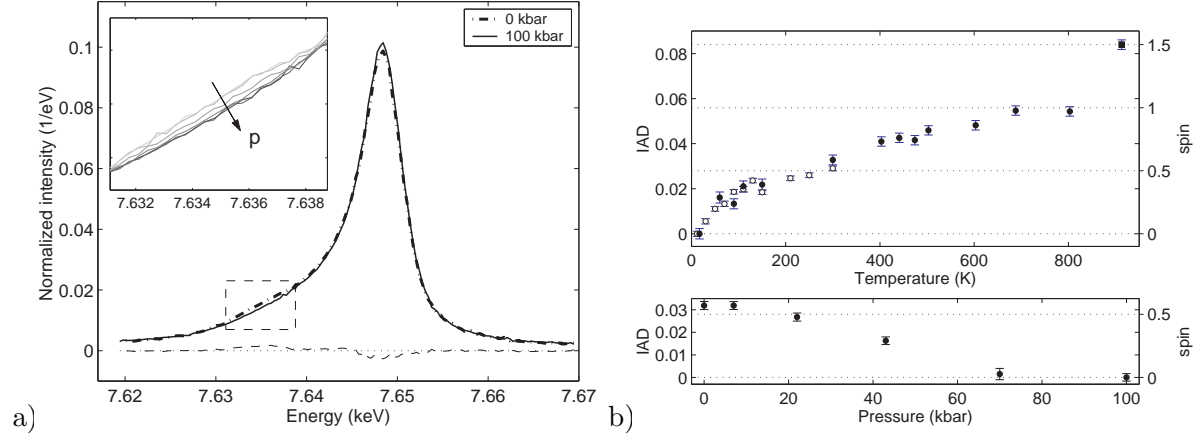 a)
Normalized intensity (1/eV)
0.1
0.08
0.06
0.04
0.02
0
7.62 7.63 7.64 7.65 7.66 7.67
Energy (keV)
0 kbar
100 kbar
p
7.632 7.634 7.636 7.638
b)
IAD
0.08
0.06
0.04
0.02
0
1.5
1
0.5
0
spin
0 200 400 600 800
Temperature (K)
IAD
0.03
0.02
0.01
0
0.5
0
spin
0 20 40 60 80 100
Pressure (kbar)